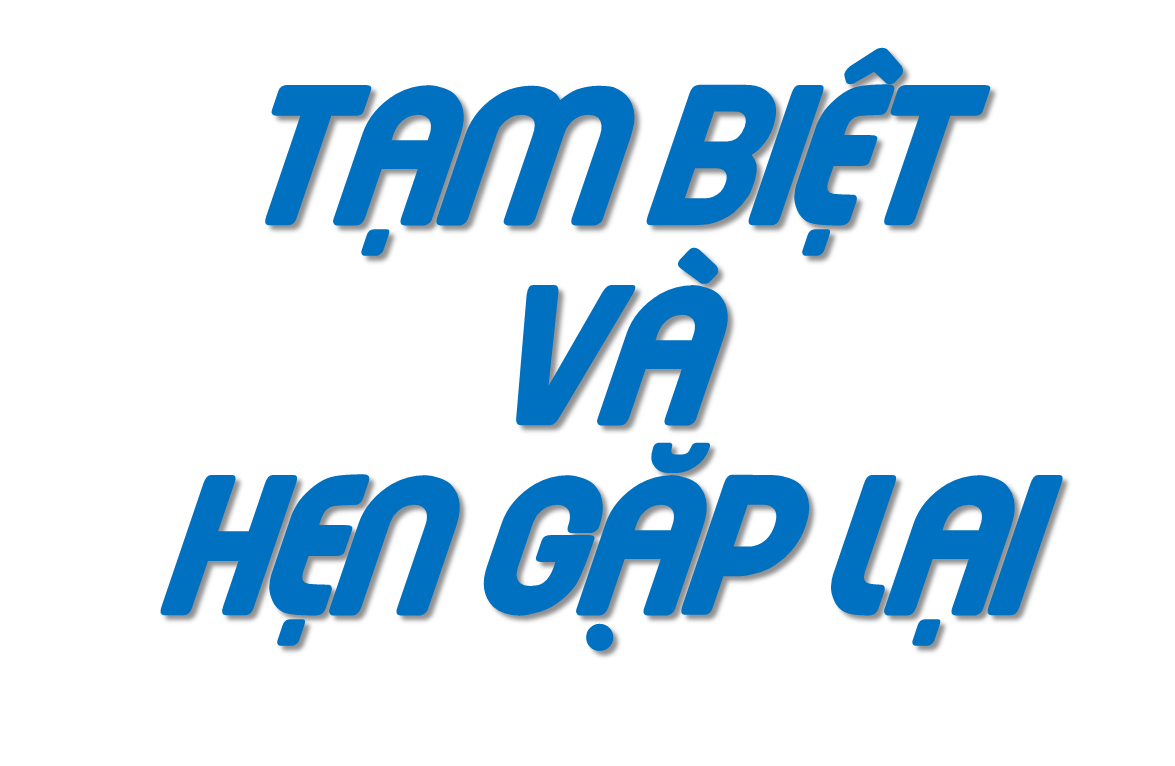 TẠM BIỆT
VÀ
HẸN GẶP LẠI